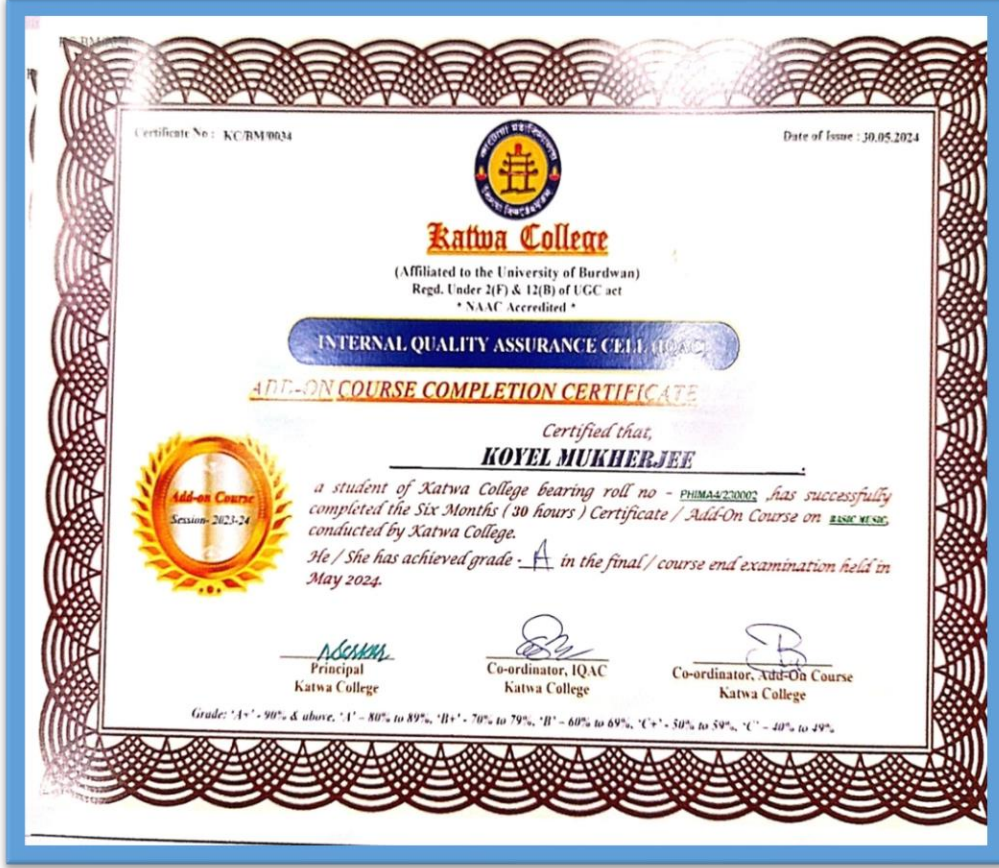 Certificate No : KC/BM/0034
Date of Issue : 30.05.2024
Katwa College
(Affiliated to the University of Burdwan)
Regd. Under 2(F) & 12(B) of UGC act
* NAAC Accredited *
INTERNAL QUALITY ASSURANCE CELL (IQAC)
ADD-ON COURSE COMPLETION CERTIFICATE
Certified that,
KOYEL MUKHERJEE
Add-on Course
Session- 2023-24
a student of Katwa College bearing roll no - PHIMA4/230002 ,has successfully
completed the Six Months ( 30 hours ) Certificate / Add-On Course on BASIC MUSIC,
conducted by Katwa College.
He / She has achieved grade - A in the final / course end examination held in
May 2024.
Principal
Katwa College
Co-ordinator, IQAC
Katwa College
Co-ordinator, Add-On Course
Katwa College
Grade: 'A+' - 90% & above, 'A' – 80% to 89%, 'B+' - 70% to 79%, 'B' – 60% to 69%, 'C+' - 50% to 59%, 'C' – 40% to 49%